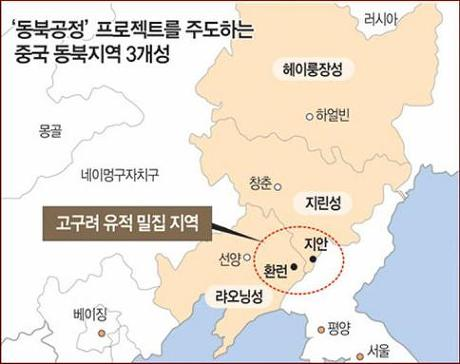 '동북공정' 프로젝트를 주도하는
중국 동북지역 3개성
러시아
헤이룽장성
하얼빈
몽골
네이멍구자치구
창춘
지린성
고구려 유적 밀집 지역
지안
선양
환런
랴오닝성
베이징
평양
서울